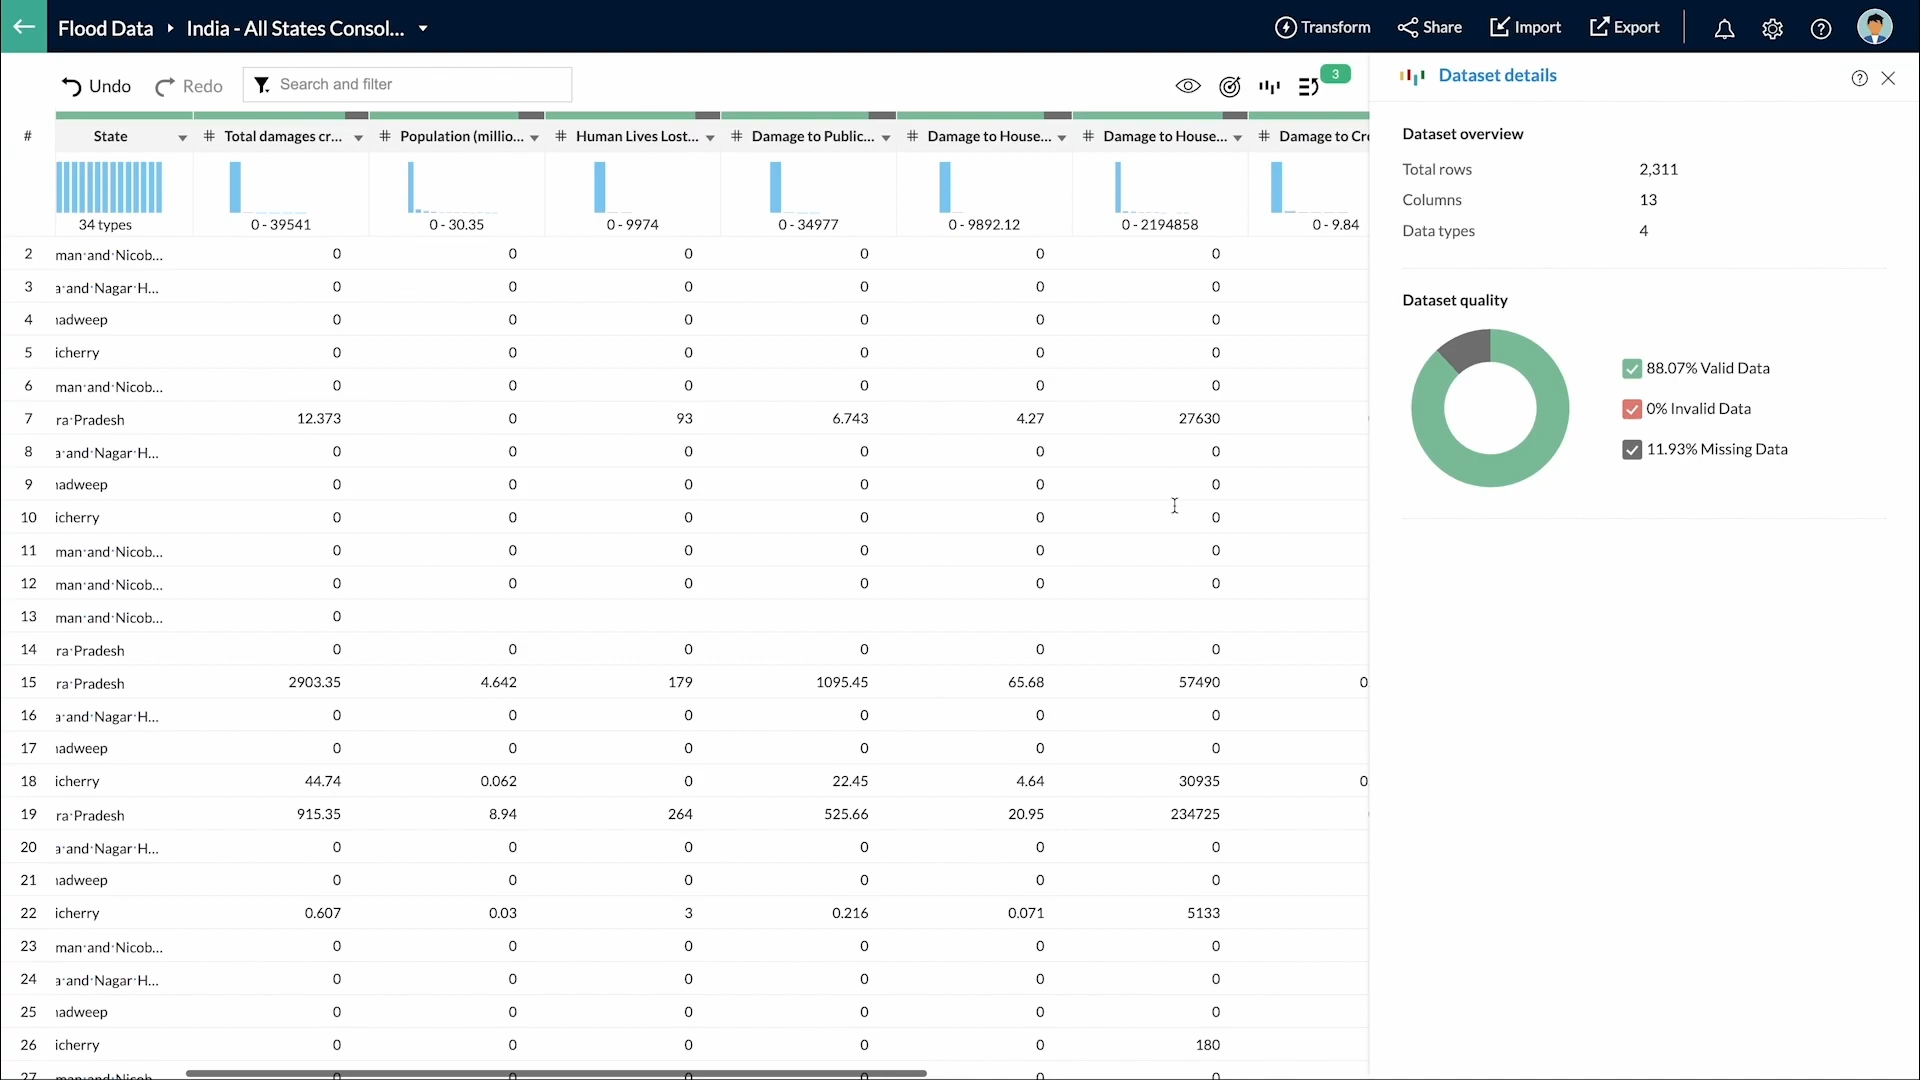 Flood Data ▸ India - All States Consol... Transform Share Import Export
Undo Redo Search and filter 3
# State # Total damages cr... # Population (millio... # Human Lives Lost... # Damage to Public... # Damage to House... # Damage to House... # Damage to Cr
34 types 0 - 39541 0 - 30.35 0 - 9974 0 - 34977 0 - 9892.12 0 - 2194858 0 - 9.84
2 man·and·Nicob... 0 0 0 0 0 0
3 a·and·Nagar·H... 0 0 0 0 0 0
4 adweep 0 0 0 0 0 0
5 icherry 0 0 0 0 0 0
6 man·and·Nicob... 0 0 0 0 0 0
7 ra·Pradesh 12.373 0 93 6.743 4.27 27630
8 a·and·Nagar·H... 0 0 0 0 0 0
9 adweep 0 0 0 0 0 0
10 icherry 0 0 0 0 0 0
11 man·and·Nicob... 0 0 0 0 0 0
12 man·and·Nicob... 0 0 0 0 0 0
13 man·and·Nicob... 0
14 ra·Pradesh 0 0 0 0 0 0
15 ra·Pradesh 2903.35 4.642 179 1095.45 65.68 57490 0
16 a·and·Nagar·H... 0 0 0 0 0 0
17 adweep 0 0 0 0 0 0
18 icherry 44.74 0.062 0 22.45 4.64 30935 0
19 ra·Pradesh 915.35 8.94 264 525.66 20.95 234725
20 a·and·Nagar·H... 0 0 0 0 0 0
21 adweep 0 0 0 0 0 0
22 icherry 0.607 0.03 3 0.216 0.071 5133
23 man·and·Nicob... 0 0 0 0 0 0
24 a·and·Nagar·H... 0 0 0 0 0 0
25 adweep 0 0 0 0 0 0
26 icherry 0 0 0 0 0 180
27 man·and·Nicob 0 0 0 0 0 0
Dataset details
Dataset overview
Total rows 2,311
Columns 13
Data types 4
Dataset quality
88.07% Valid Data
0% Invalid Data
11.93% Missing Data